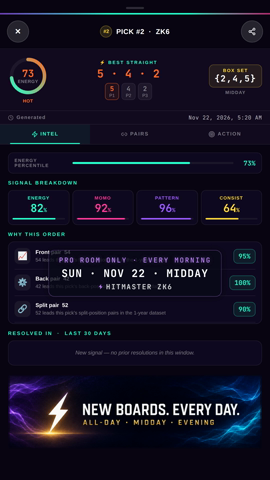 #2 PICK #2 · ZK6
73
ENERGY
HOT
⚡ BEST STRAIGHT
5 · 4 · 2
5 4 2
P1 P2 P3
BOX SET
{2,4,5}
MIDDAY
Generated
Nov 22, 2026, 5:20 AM
INTEL
PAIRS
ACTION
ENERGY
PERCENTILE
73%
SIGNAL BREAKDOWN
ENERGY
82%
MOMO
92%
PATTERN
96%
CONSIST
64%
WHY THIS ORDER
Front pair 54
95%
PRO ROOM ONLY · EVERY MORNING
SUN · NOV 22 · MIDDAY
⚡HITMASTER ZK6
100%
Split pair 52
52 leads this pick's split-position pairs in the 1-year dataset
90%
RESOLVED IN · LAST 30 DAYS
New signal — no prior resolutions in this window.
NEW BOARDS. EVERY DAY.
ALL-DAY · MIDDAY · EVENING